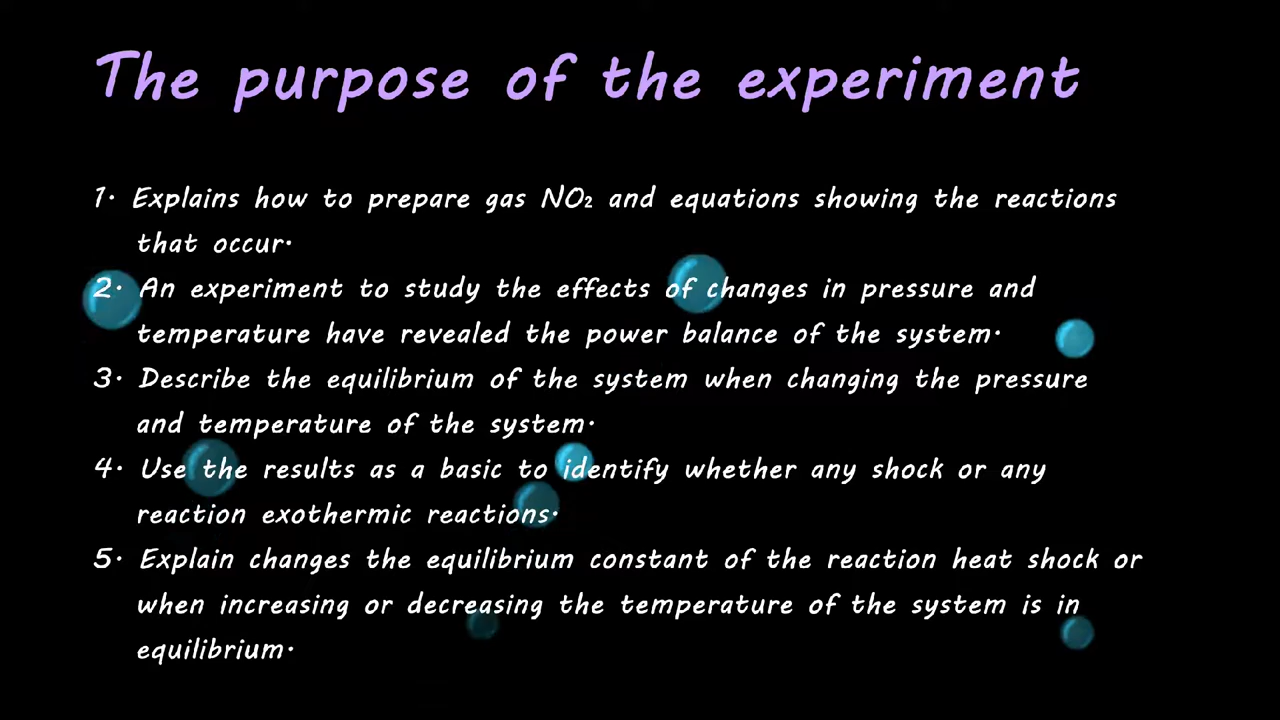 The purpose of the experiment
1. Explains how to prepare gas NO₂ and equations showing the reactions
that occur.
2. An experiment to study the effects of changes in pressure and
temperature have revealed the power balance of the system.
3. Describe the equilibrium of the system when changing the pressure
and temperature of the system.
4. Use the results as a basic to identify whether any shock or any
reaction exothermic reactions.
5. Explain changes the equilibrium constant of the reaction heat shock or
when increasing or decreasing the temperature of the system is in
equilibrium.